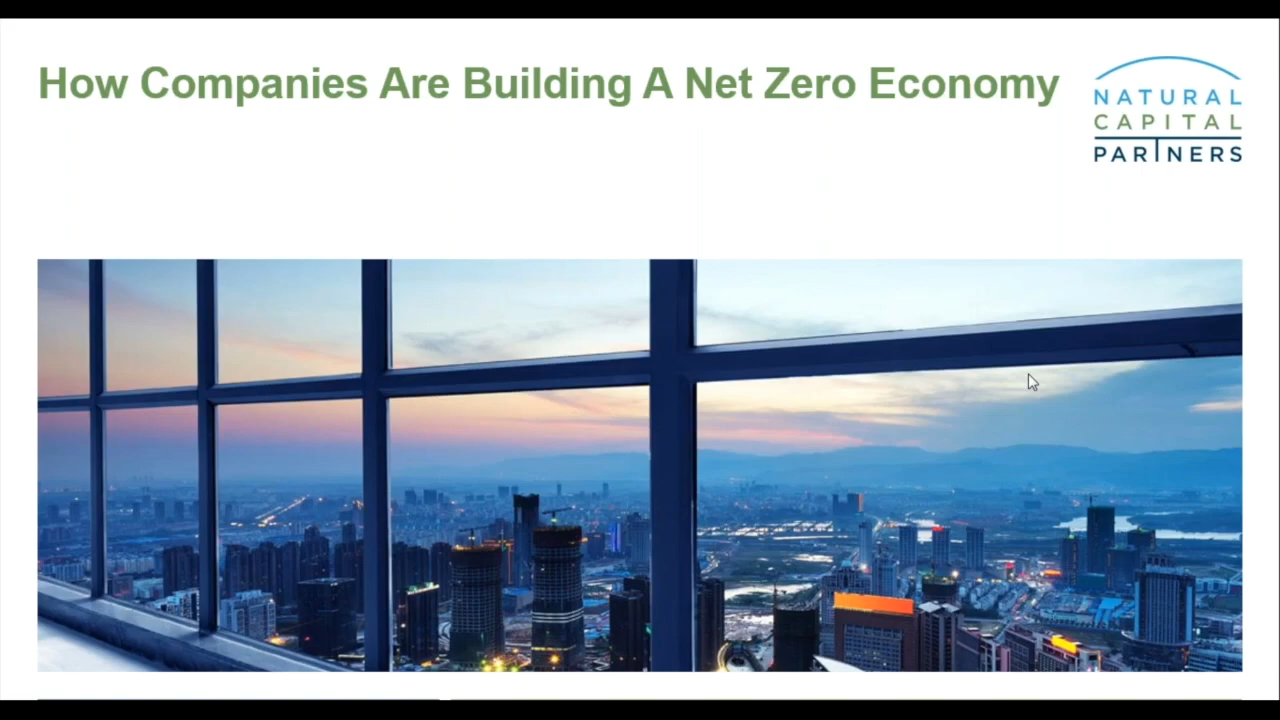 How Companies Are Building A Net Zero Economy
NATURAL
CAPITAL
PARTNERS